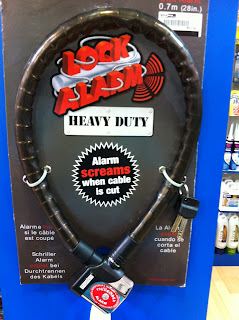 0.7m (28in.)
LOCK
ALARM
HEAVY DUTY
Alarm
screams
when cable
is cut
Alarma
si le câble
est coupé
Schriller
Alarm
bei
Durchtrennen
des Kabels
La Al
cuando se
corta el
cable